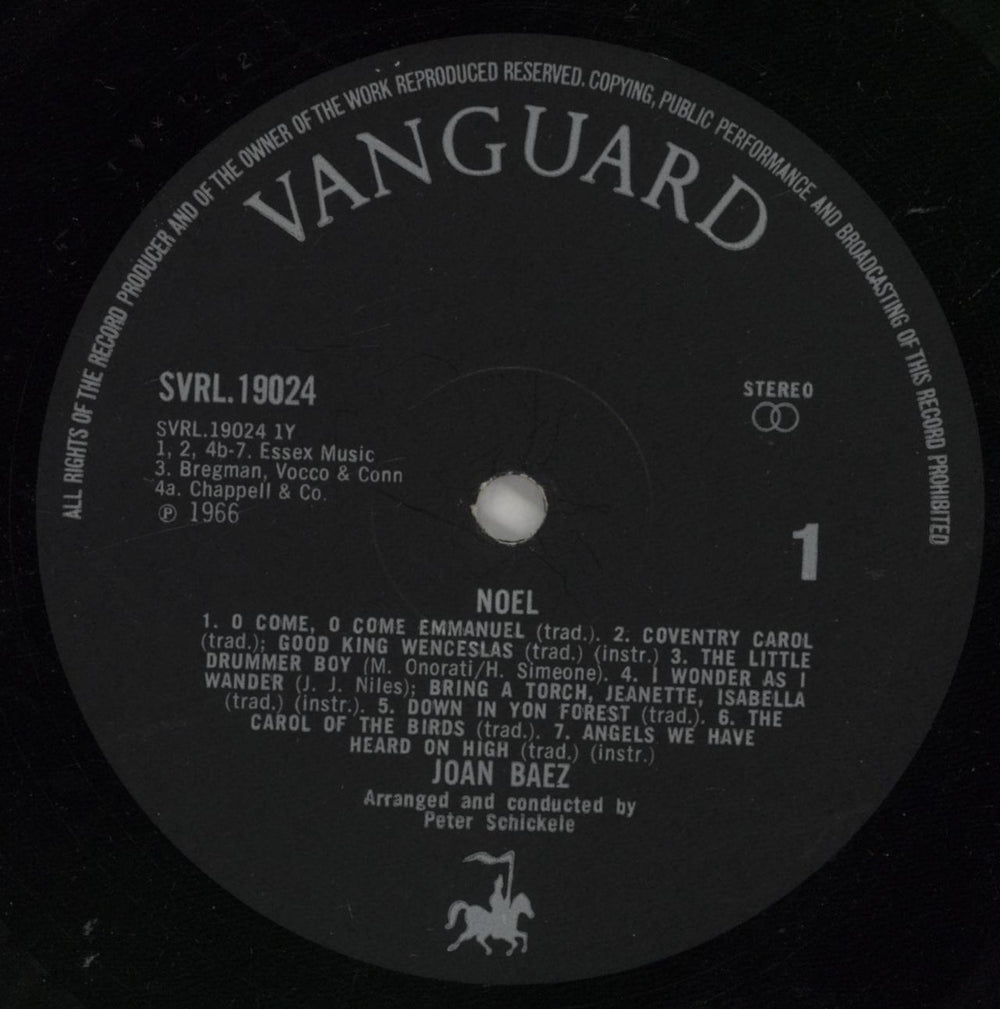 ALL RIGHTS OF THE RECORD PRODUCER AND OF THE OWNER OF THE WORK REPRODUCED RESERVED. COPYING, PUBLIC PERFORMANCE AND BROADCASTING OF THIS RECORD PROHIBITED
VANGUARD
SVRL.19024
SVRL.19024 1Y
1, 2, 4b-7. Essex Music
3. Bregman, Vocco & Conn
4a. Chappell & Co.
℗ 1966
STEREO
1
NOEL
1. O COME, O COME EMMANUEL (trad.). 2. COVENTRY CAROL
(trad.); GOOD KING WENCESLAS (trad.) (instr.) 3. THE LITTLE
DRUMMER BOY (M. Onorati/H. Simeone). 4. I WONDER AS I
WANDER (J. J. Niles); BRING A TORCH, JEANETTE, ISABELLA
(trad.) (instr.). 5. DOWN IN YON FOREST (trad.). 6. THE
CAROL OF THE BIRDS (trad.). 7. ANGELS WE HAVE
HEARD ON HIGH (trad.) (instr.)
JOAN BAEZ
Arranged and conducted by
Peter Schickele